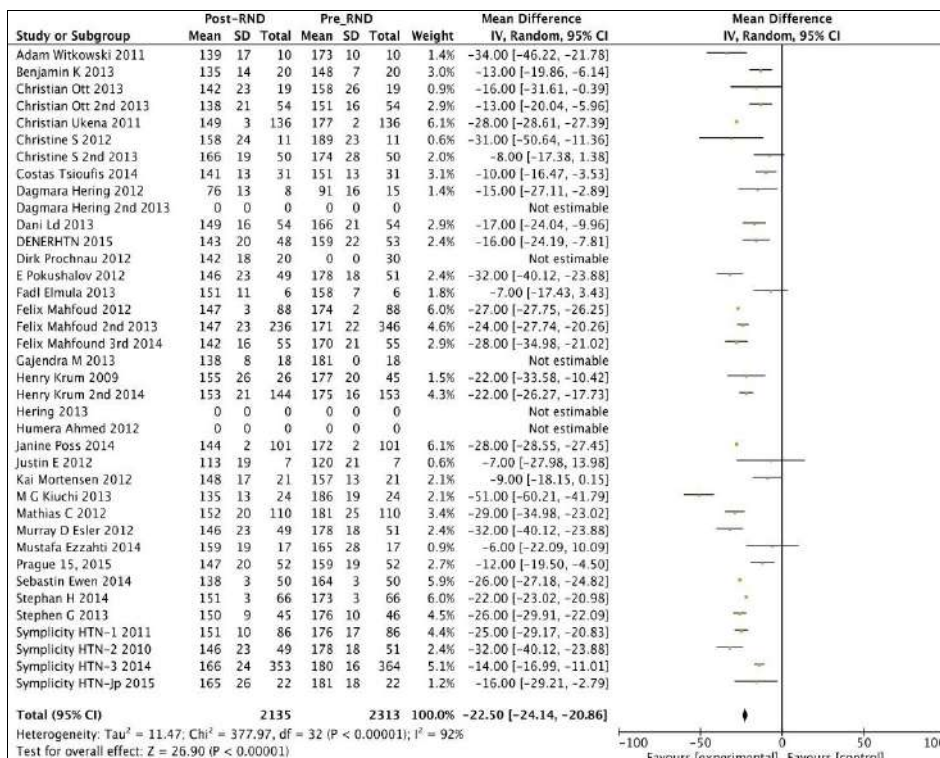 Post-RND Pre_RND Mean Difference Mean Difference
Study or Subgroup Mean SD Total Mean SD Total Weight IV, Random, 95% CI IV, Random, 95% CI
Adam Witkowski 2011 139 17 10 173 10 10 1.4% -34.00 [-46.22, -21.78]
Benjamin K 2013 135 14 20 148 7 20 2.9% -13.00 [-19.86, -6.14]
Christian Ott 2013 142 23 19 158 26 19 0.9% -16.00 [-31.61, -0.39]
Christian Ott 2nd 2013 138 21 54 151 16 54 2.9% -13.00 [-20.04, -5.96]
Christian Ukena 2011 149 3 136 177 2 136 6.1% -28.00 [-28.61, -27.39]
Christine S 2012 158 24 11 189 23 11 0.6% -31.00 [-50.64, -11.36]
Christine S 2nd 2013 166 19 50 174 28 50 2.0% -8.00 [-17.38, 1.38]
Costas Tsioufis 2014 141 13 31 151 13 31 3.1% -10.00 [-16.47, -3.53]
Dagmara Hering 2012 76 13 8 91 16 15 1.4% -15.00 [-27.11, -2.89]
Dagmara Hering 2nd 2013 0 0 0 0 0 0 Not estimable
Dani Ld 2013 149 16 54 166 21 54 2.9% -17.00 [-24.04, -9.96]
DENERHTN 2015 143 20 48 159 22 53 2.4% -16.00 [-24.19, -7.81]
Dirk Prochnau 2012 142 18 20 0 0 30 Not estimable
E Pokushalov 2012 146 23 49 178 18 51 2.4% -32.00 [-40.12, -23.88]
Fadl Elmula 2013 151 11 6 158 7 6 1.8% -7.00 [-17.43, 3.43]
Felix Mahfoud 2012 147 3 88 174 2 88 6.0% -27.00 [-27.75, -26.25]
Felix Mahfoud 2nd 2013 147 23 236 171 22 346 4.6% -24.00 [-27.74, -20.26]
Felix Mahfound 3rd 2014 142 16 55 170 21 55 2.9% -28.00 [-34.98, -21.02]
Gajendra M 2013 138 8 18 181 0 18 Not estimable
Henry Krum 2009 155 26 26 177 20 45 1.5% -22.00 [-33.58, -10.42]
Henry Krum 2nd 2014 153 21 144 175 16 153 4.3% -22.00 [-26.27, -17.73]
Hering 2013 0 0 0 0 0 0 Not estimable
Humera Ahmed 2012 0 0 0 0 0 0 Not estimable
Janine Poss 2014 144 2 101 172 2 101 6.1% -28.00 [-28.55, -27.45]
Justin E 2012 113 19 7 120 21 7 0.6% -7.00 [-27.98, 13.98]
Kai Mortensen 2012 148 17 21 157 13 21 2.1% -9.00 [-18.15, 0.15]
M G Kiuchi 2013 135 13 24 186 19 24 2.1% -51.00 [-60.21, -41.79]
Mathias C 2012 152 20 110 181 25 110 3.4% -29.00 [-34.98, -23.02]
Murray D Esler 2012 146 23 49 178 18 51 2.4% -32.00 [-40.12, -23.88]
Mustafa Ezzahti 2014 159 19 17 165 28 17 0.9% -6.00 [-22.09, 10.09]
Prague 15, 2015 147 20 52 159 19 52 2.7% -12.00 [-19.50, -4.50]
Sebastin Ewen 2014 138 3 50 164 3 50 5.9% -26.00 [-27.18, -24.82]
Stephan H 2014 151 3 66 173 3 66 6.0% -22.00 [-23.02, -20.98]
Stephen G 2013 150 9 45 176 10 46 4.5% -26.00 [-29.91, -22.09]
Symplicity HTN-1 2011 151 10 86 176 17 86 4.4% -25.00 [-29.17, -20.83]
Symplicity HTN-2 2010 146 23 49 178 18 51 2.4% -32.00 [-40.12, -23.88]
Symplicity HTN-3 2014 166 24 353 180 16 364 5.0% -14.00 [-16.99, -11.01]
Symplicity HTN-Jp 2015 165 26 22 181 18 22 1.2% -16.00 [-29.21, -2.79]
Total (95% CI) 2135 2313 100.0% -22.50 [-24.14, -20.86]
Heterogeneity: Tau² = 11.47; Chi² = 377.97, df = 32 (P < 0.00001); I² = 92%
Test for overall effect: Z = 26.90 (P < 0.00001)
-100 -50 0 50 100
Favours [experimental] Favours [control]